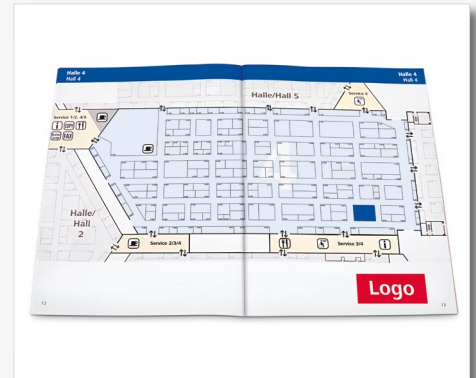 Halle 4
Hall 4
Halle 4
Hall 4
Halle/Hall 5
Service 4
Service 1/2, 4/5
Halle/
Hall
2
Service 2/3/4
Service 3/4
Logo
12
13